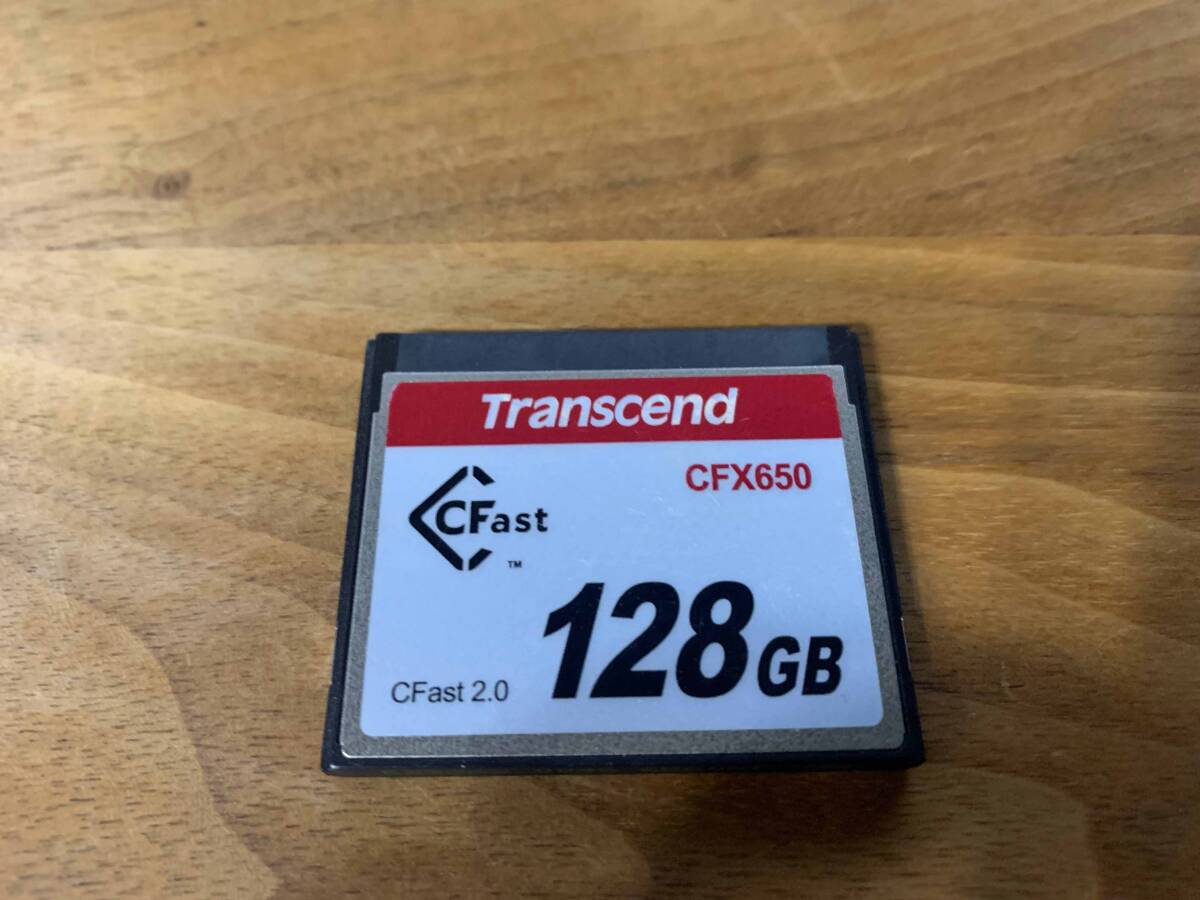 Transcend
CFX650
CFast
™
128GB
CFast 2.0